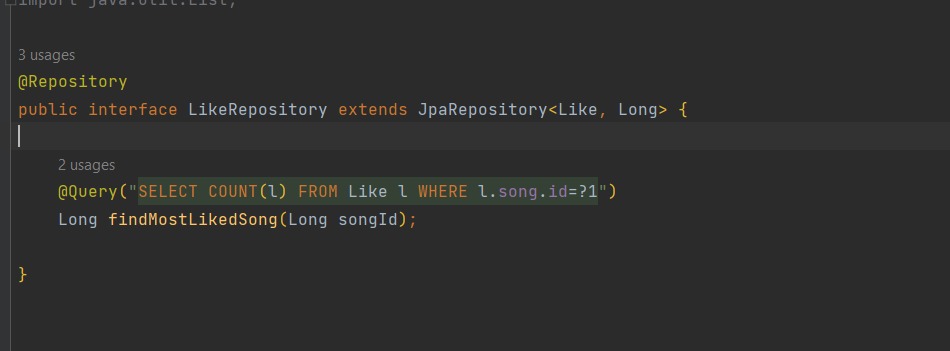 import java.util.List;
3 usages
@Repository
public interface LikeRepository extends JpaRepository<Like, Long> {
2 usages
@Query("SELECT COUNT(l) FROM Like l WHERE l.song.id=?1")
Long findMostLikedSong(Long songId);
}